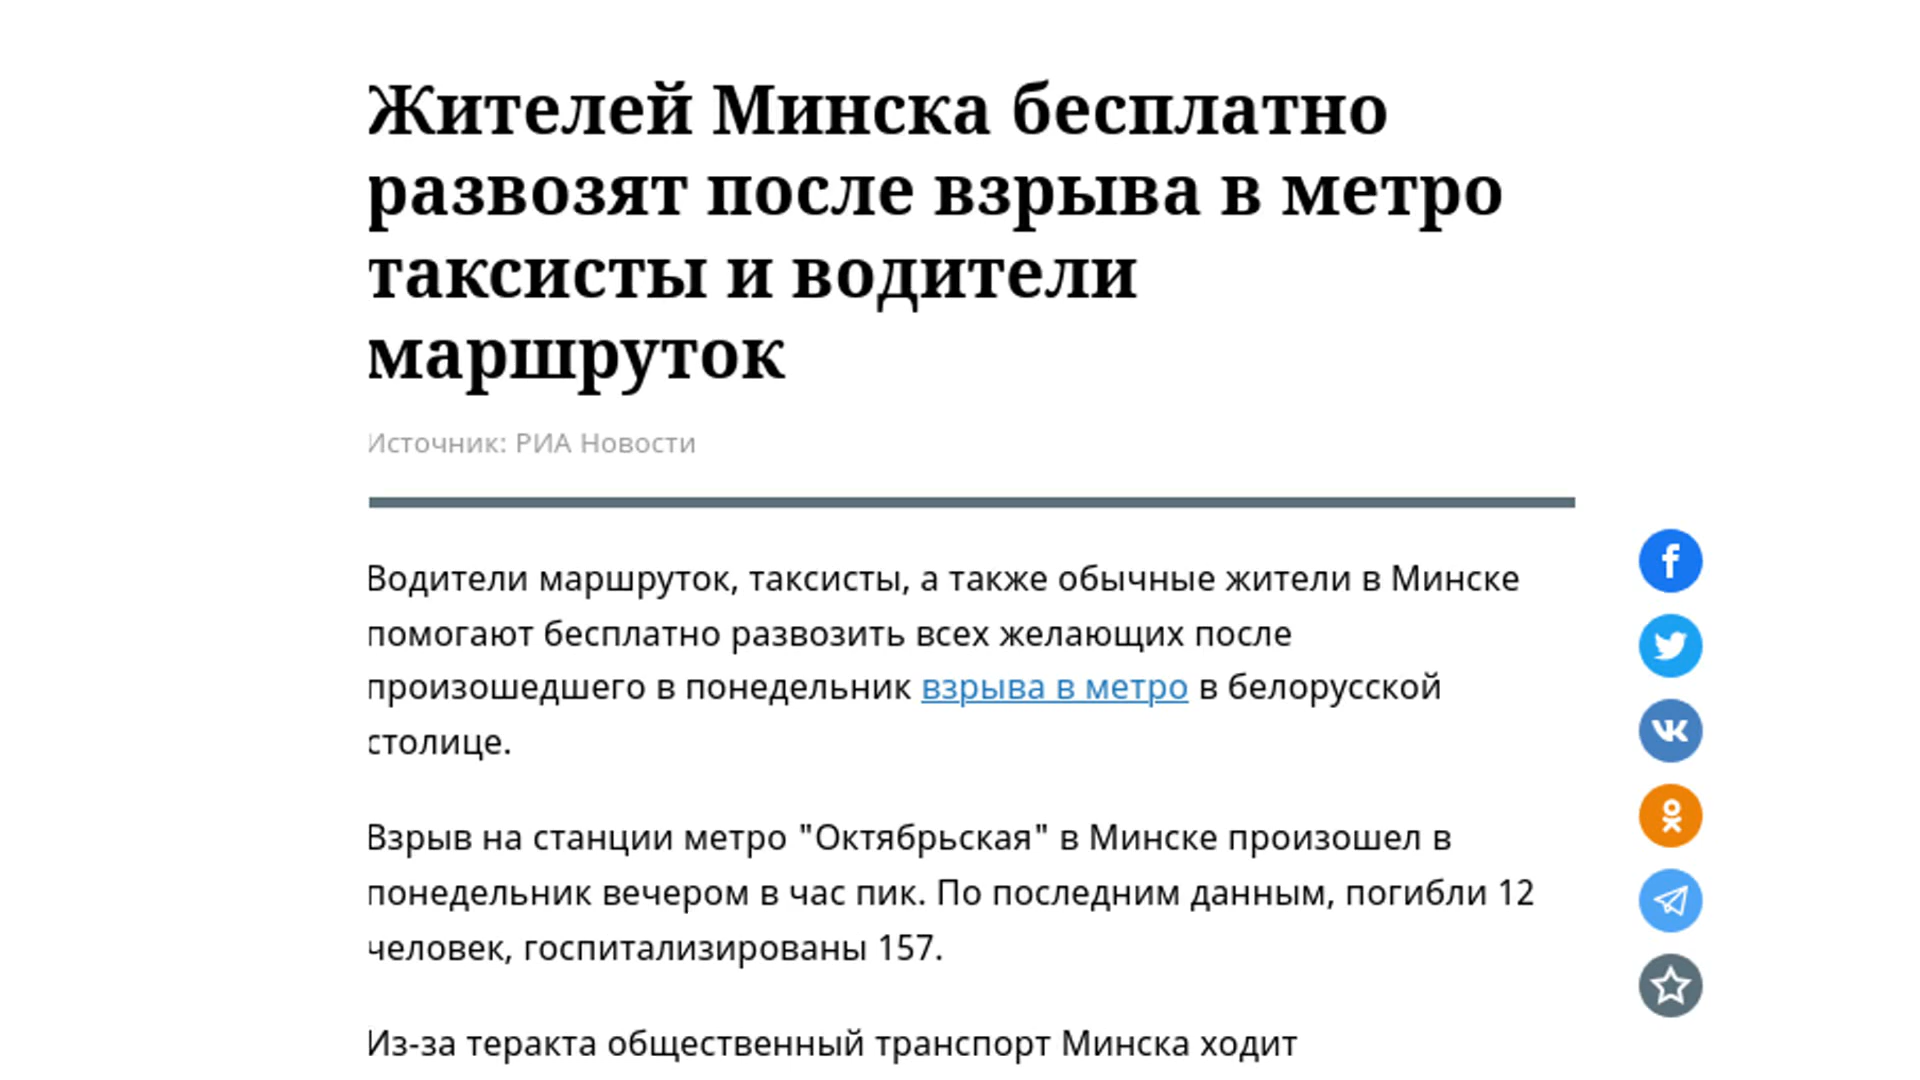 Жителей Минска бесплатно
развозят после взрыва в метро
таксисты и водители
маршруток
Источник: РИА Новости
Водители маршруток, таксисты, а также обычные жители в Минске
помогают бесплатно развозить всех желающих после
произошедшего в понедельник взрыва в метро в белорусской
столице.
Взрыв на станции метро "Октябрьская" в Минске произошел в
понедельник вечером в час пик. По последним данным, погибли 12
человек, госпитализированы 157.
Из-за теракта общественный транспорт Минска ходит